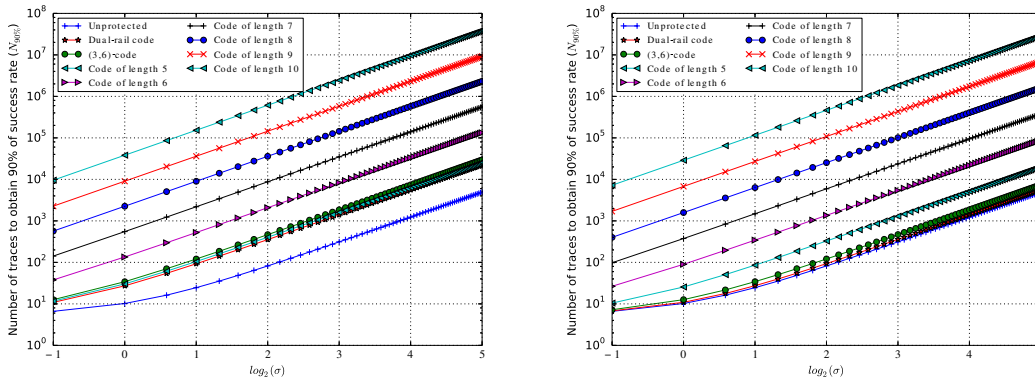 Number of traces to obtain 90% of success rate (N90%)
10^8
10^7
10^6
10^5
10^4
10^3
10^2
10^1
10^0
Unprotected
Dual-rail code
(3,6)-code
Code of length 5
Code of length 6
Code of length 7
Code of length 8
Code of length 9
Code of length 10
−1 0 1 2 3 4 5
log2(σ)
Number of traces to obtain 90% of success rate (N90%)
10^8
10^7
10^6
10^5
10^4
10^3
10^2
10^1
10^0
Unprotected
Dual-rail code
(3,6)-code
Code of length 5
Code of length 6
Code of length 7
Code of length 8
Code of length 9
Code of length 10
−1 0 1 2 3 4
log2(σ)